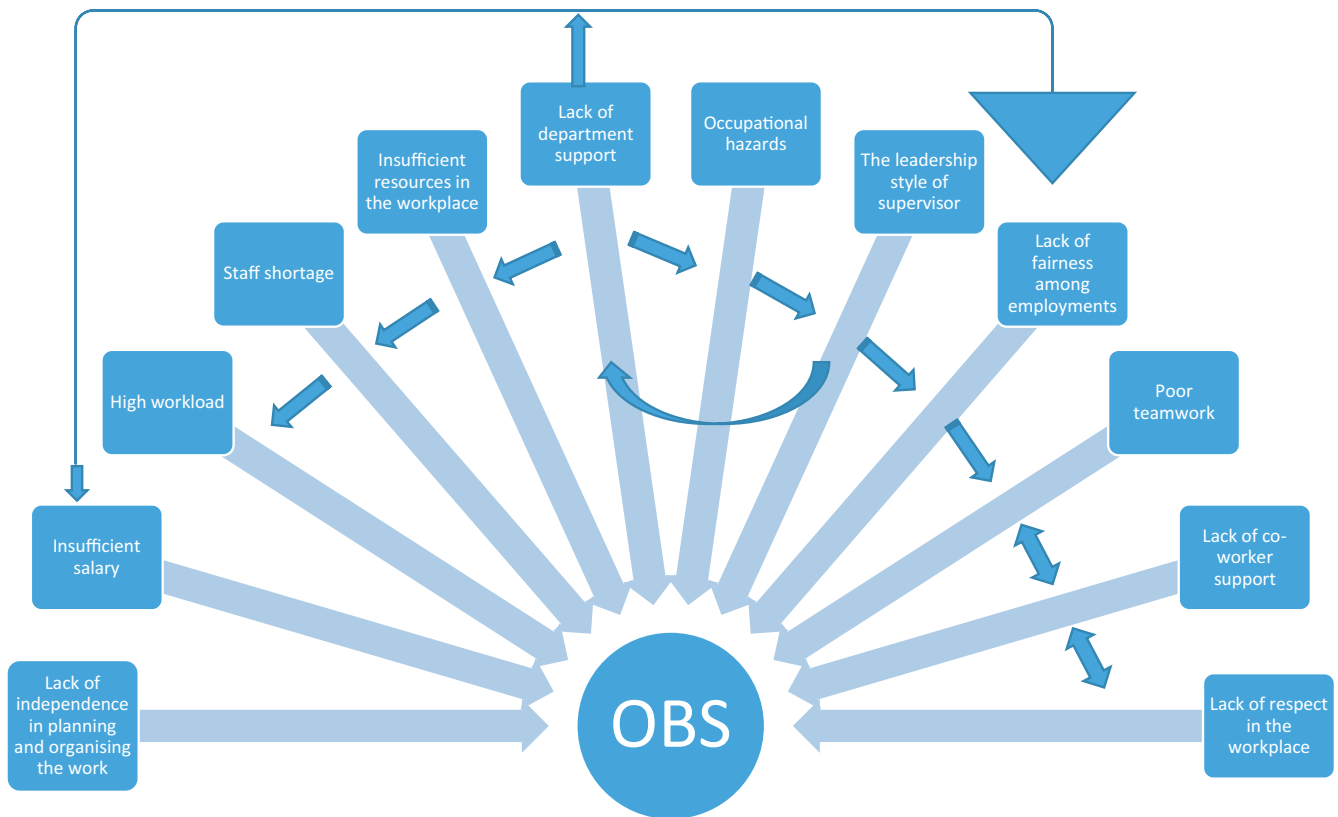 Lack of
department
support
Occupational
hazards
Insufficient
resources in
the workplace
The leadership
style of
supervisor
Staff shortage
Lack of
fairness
among
employments
High workload
Poor
teamwork
Insufficient
salary
Lack of co-
worker
support
Lack of
independence
in planning
and organising
the work
OBS
Lack of respect
in the
workplace